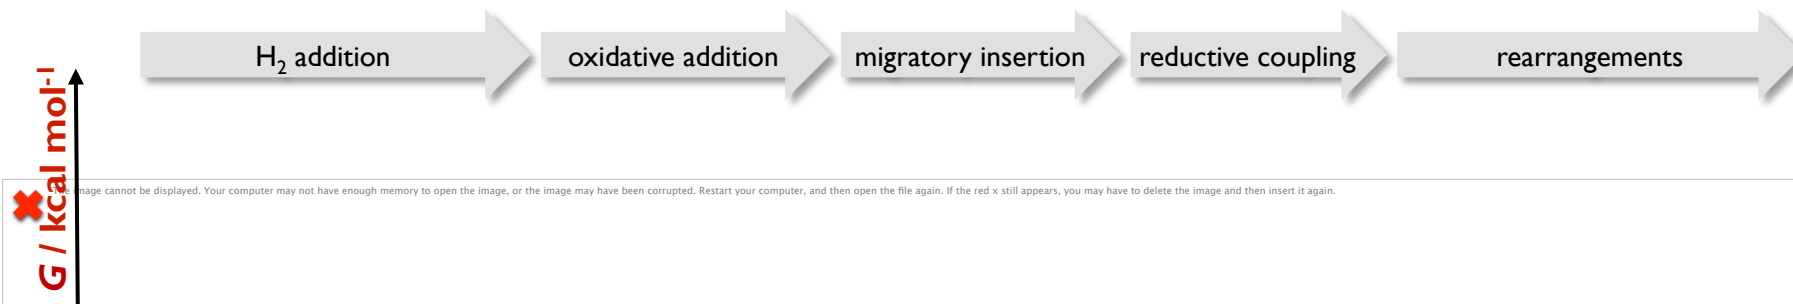 H₂ addition
oxidative addition
migratory insertion
reductive coupling
rearrangements
G / kcal mol⁻¹
The image cannot be displayed. Your computer may not have enough memory to open the image, or the image may have been corrupted. Restart your computer, and then open the file again. If the red x still appears, you may have to delete the image and then insert it again.